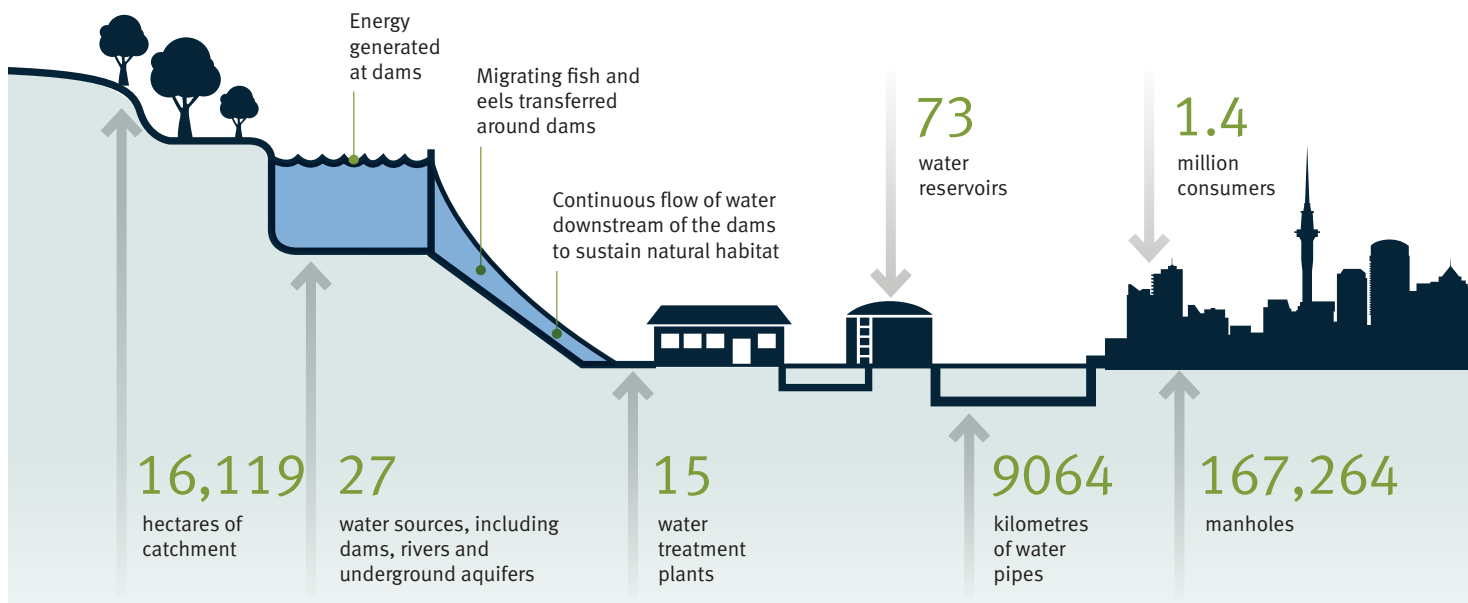 Energy
generated
at dams
Migrating fish and
eels transferred
around dams
Continuous flow of water
downstream of the dams
to sustain natural habitat
73
water
reservoirs
1.4
million
consumers
16,119
hectares of
catchment
27
water sources, including
dams, rivers and
underground aquifers
15
water
treatment
plants
9064
kilometres
of water
pipes
167,264
manholes